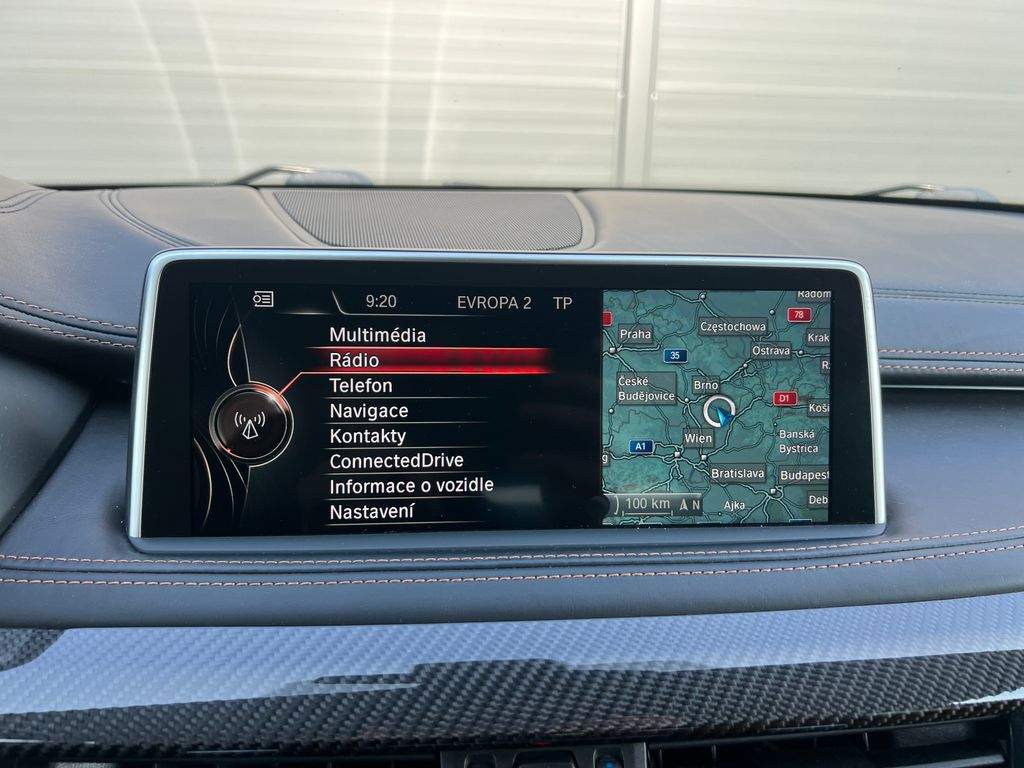 9:20 EVROPA 2 TP
Multimédia
Rádio
Telefon
Navigace
Kontakty
ConnectedDrive
Informace o vozidle
Nastavení
Radom
78
Praha
Częstochowa
Krak
35
Ostrava
R
České
Budějovice
Brno
D1
Koši
A1
Wien
Banská
Bystrica
g
Bratislava
Budapest
Deb
100 km
N
Ajka